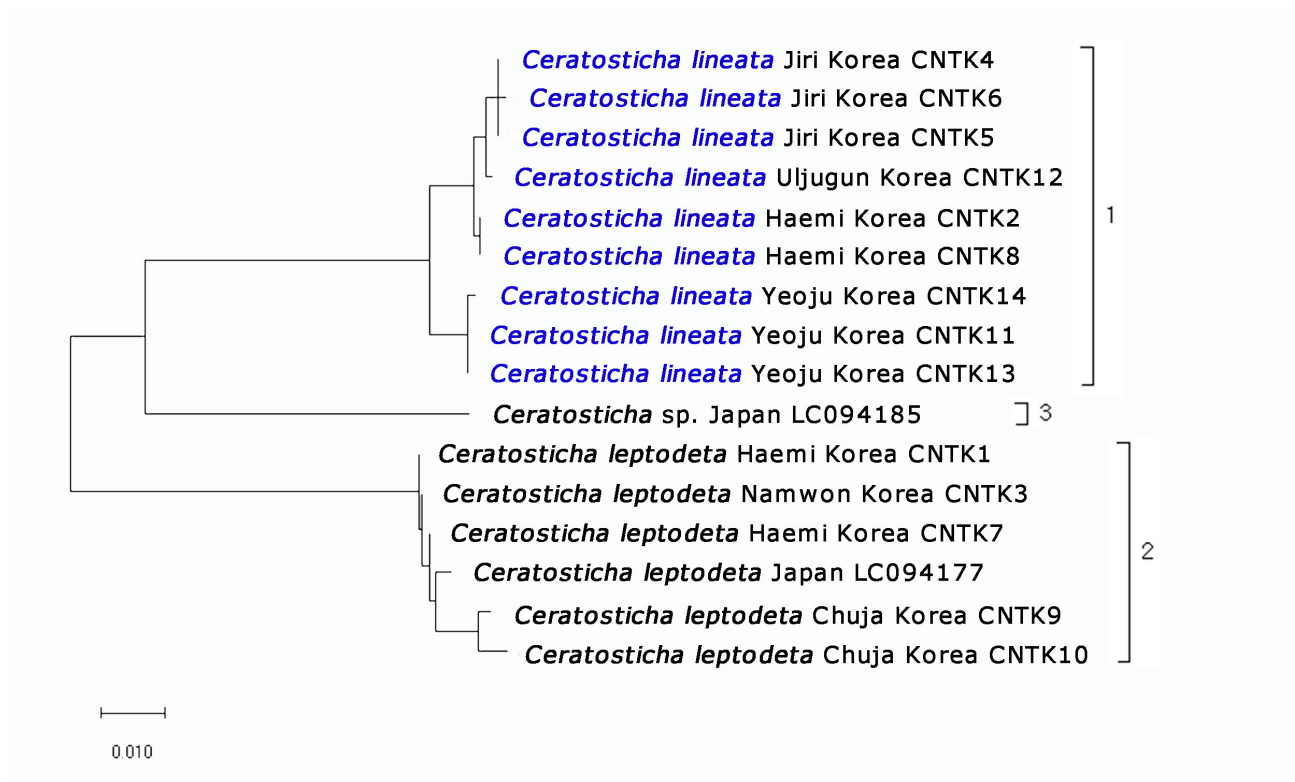 Ceratosticha lineata Jiri Korea CNTK4
Ceratosticha lineata Jiri Korea CNTK6
Ceratosticha lineata Jiri Korea CNTK5
Ceratosticha lineata Uljugun Korea CNTK12
Ceratosticha lineata Haemi Korea CNTK2
1
Ceratosticha lineata Haemi Korea CNTK8
Ceratosticha lineata Yeoju Korea CNTK14
Ceratosticha lineata Yeoju Korea CNTK11
Ceratosticha lineata Yeoju Korea CNTK13
Ceratosticha sp. Japan LC094185 3
Ceratosticha leptodeta Haemi Korea CNTK1
Ceratosticha leptodeta Namwon Korea CNTK3
Ceratosticha leptodeta Haemi Korea CNTK7
2
Ceratosticha leptodeta Japan LC094177
Ceratosticha leptodeta Chuja Korea CNTK9
Ceratosticha leptodeta Chuja Korea CNTK10
0.010